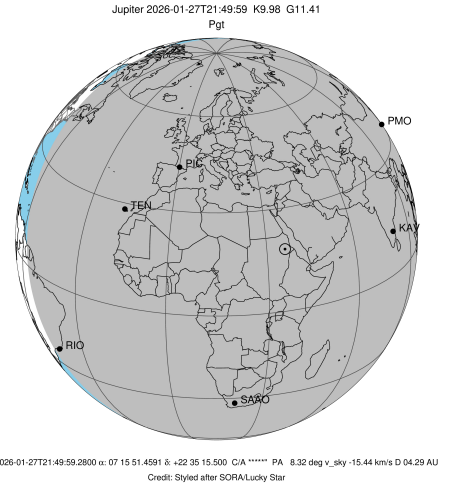 Jupiter 2026-01-27T21:49:59 K9.98 G11.41
Pgt
PMO
PIC
TEN
KAV
RIO
SAAO
026-01-27T21:49:59.2800 α: 07 15 51.4591 δ: +22 35 15.500 C/A ****** PA 8.32 deg v_sky -15.44 km/s D 04.29 AU
Credit: Styled after SORA/Lucky Star